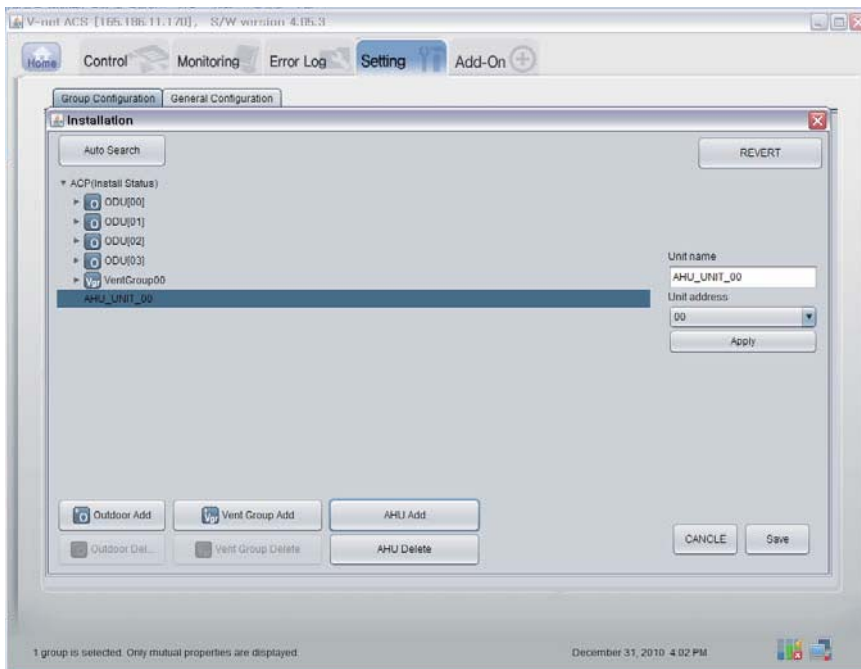 V-net ACS [165.186.11.170], S/W version 4.05.3
Home Control Monitoring Error Log Setting Add-On
Group Configuration General Configuration
Installation
Auto Search REVERT
ACP(Install Status)
ODU[00]
ODU[01]
ODU[02]
ODU[03]
VentGroup00
AHU_UNIT_00
Unit name
AHU_UNIT_00
Unit address
00
Apply
Outdoor Add Vent Group Add AHU Add
Outdoor Del... Vent Group Delete AHU Delete
CANCLE Save
1 group is selected. Only mutual properties are displayed. December 31, 2010 4:02 PM